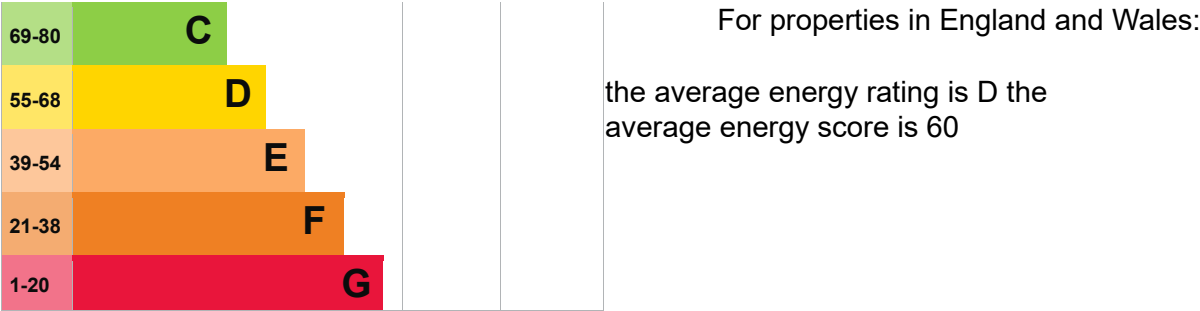 69-80 C
55-68 D
39-54 E
21-38 F
1-20 G
For properties in England and Wales:
the average energy rating is D the
average energy score is 60